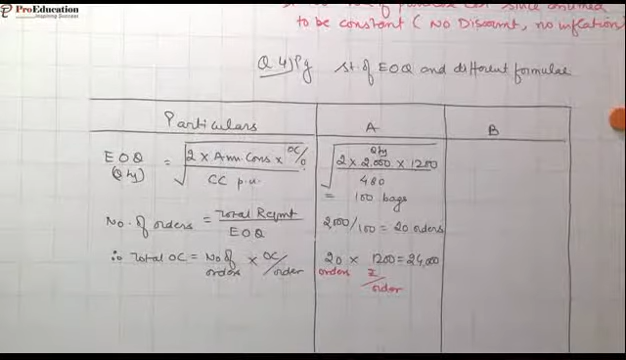 ProEducation
Inspiring Success
to be constant ( No Discount, no inflation)
Q 4) Pg St. of EOQ and different formulae
Particulars A B
EOQ (Qty) = √ 2 × Ann. Cons × OC/o
CC p.u.
Qty
√ 2 × 2,000 × 1200
480
= 100 bags
No. of orders = Total Reqmt
EOQ
2000/100 = 20 orders
∴ Total OC = No of orders × OC/order
20 × 1200 = 24,000
orders ₹/order